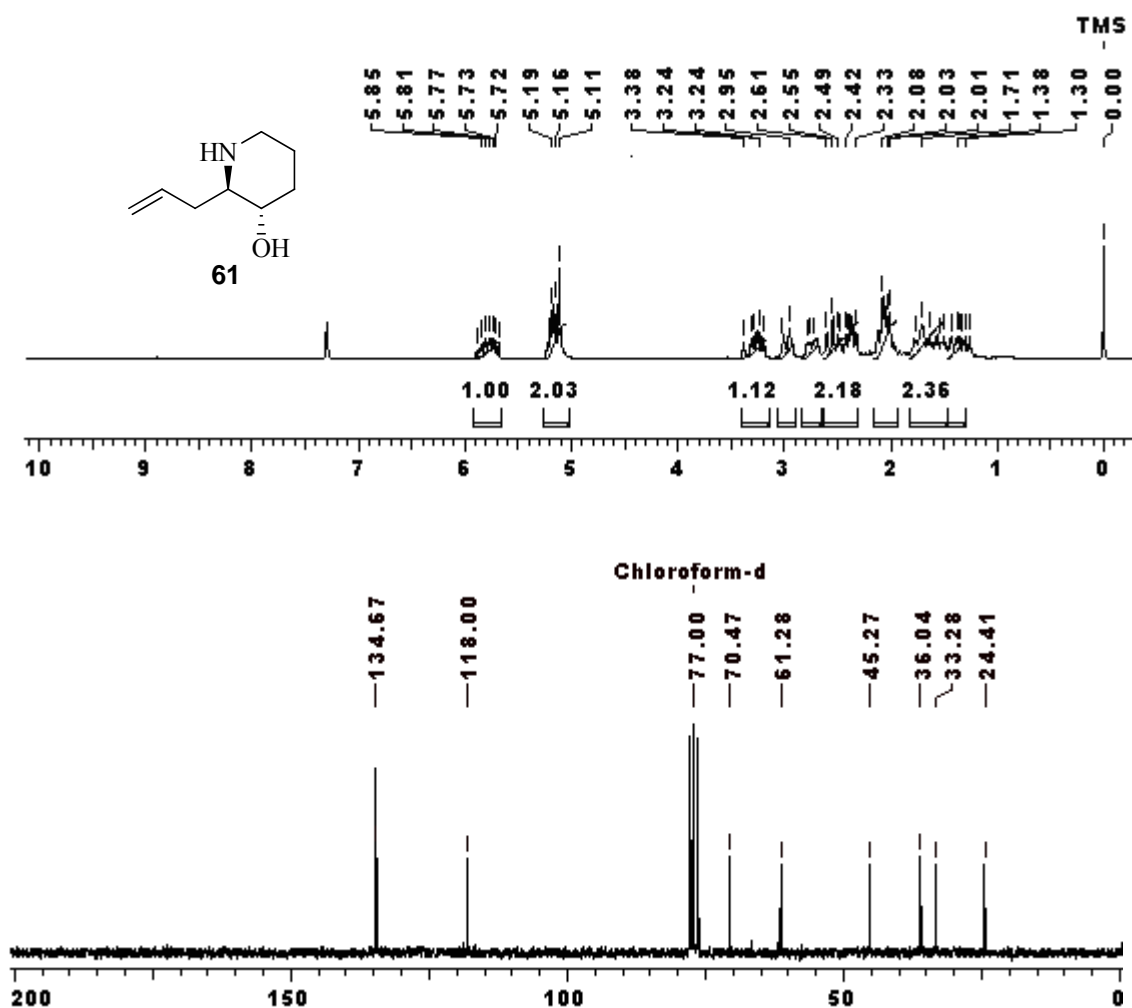 TMS
5.85 5.81 5.77 5.73 5.72 5.19 5.16 5.11 3.38 3.24 3.24 2.95 2.61 2.55 2.49 2.42 2.33 2.08 2.03 2.01 1.71 1.38 1.30 0.00
HN
OH
61
1.00 2.03 1.12 2.18 2.36
10 9 8 7 6 5 4 3 2 1 0
Chloroform-d
134.67 118.00 77.00 70.47 61.28 45.27 36.04 33.28 24.41
200 150 100 50 0